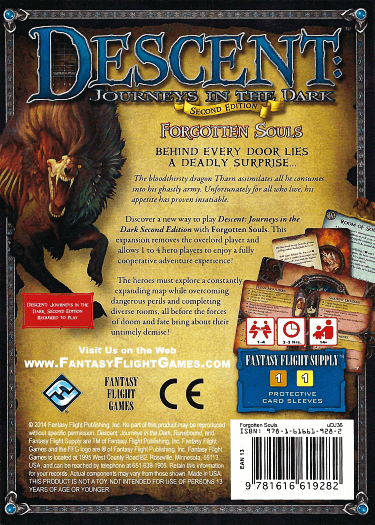 DESCENT:
JOURNEYS IN THE DARK
SECOND EDITION
FORGOTTEN SOULS
BEHIND EVERY DOOR LIES
A DEADLY SURPRISE...
The bloodthirsty dragon Tharn assimilates all he consumes
into his ghastly army. Unfortunately for all who live, his
appetite has proven insatiable.
Discover a new way to play Descent: Journeys in the
Dark Second Edition with Forgotten Souls. This
expansion removes the overlord player and
allows 1 to 4 hero players to enjoy a fully
cooperative adventure experience!
The heroes must explore a constantly
expanding map while overcoming
dangerous perils and completing
diverse rooms, all before the forces
of doom and fate bring about their
untimely demise!
DESCENT: JOURNEYS IN THE
DARK, SECOND EDITION
REQUIRED TO PLAY
1-4
2-3 Hrs.
14+
Visit Us on the Web
www.FANTASYFLIGHTGAMES.com
FANTASY FLIGHT SUPPLY™
1 1
PROTECTIVE
CARD SLEEVES
FANTASY
FLIGHT
GAMES
CE
© 2014 Fantasy Flight Publishing, Inc. No part of this product may be reproduced
without specific permission. Descent: Journeys in the Dark, Runebound, and
Fantasy Flight Supply are TM of Fantasy Flight Publishing, Inc. Fantasy Flight
Games and the FFG logo are ® of Fantasy Flight Publishing, Inc. Fantasy Flight
Games is located at 1995 West County Road B2, Roseville, Minnesota, 55113,
USA, and can be reached by telephone at 651-639-1905. Retain this information
for your records. Actual components may vary from those shown. Made in USA.
THIS PRODUCT IS NOT A TOY. NOT INTENDED FOR USE OF PERSONS 13
YEARS OF AGE OR YOUNGER.
Forgotten Souls uDJ36
ISBN: 978-1-61661-928-2
EAN 13
9 781616 619282